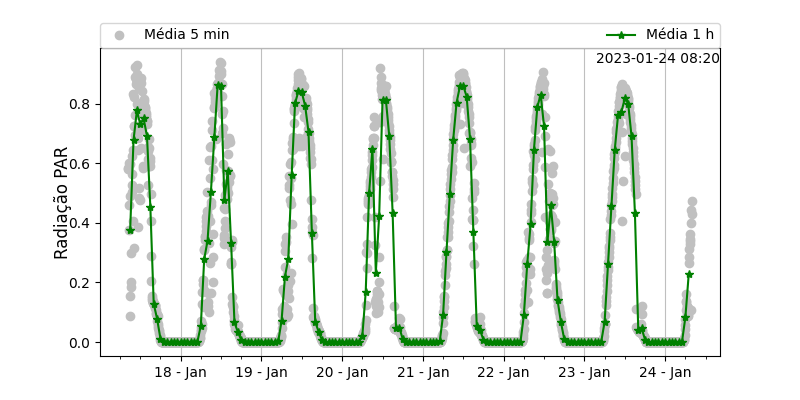 Média 5 min
Média 1 h
2023-01-24 08:20
Radiação PAR
0.8
0.6
0.4
0.2
0.0
18 - Jan
19 - Jan
20 - Jan
21 - Jan
22 - Jan
23 - Jan
24 - Jan